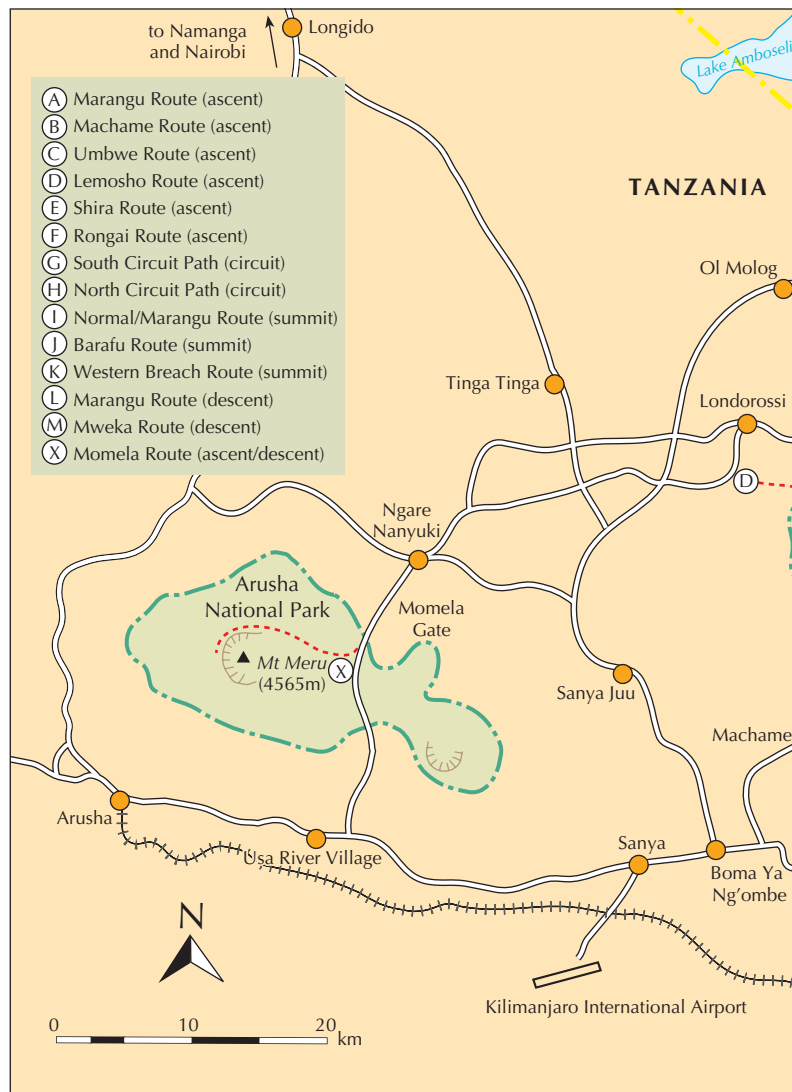 to Namanga
and Nairobi
Longido
Lake Amboseli
A Marangu Route (ascent)
B Machame Route (ascent)
C Umbwe Route (ascent)
D Lemosho Route (ascent)
E Shira Route (ascent)
F Rongai Route (ascent)
G South Circuit Path (circuit)
H North Circuit Path (circuit)
I Normal/Marangu Route (summit)
J Barafu Route (summit)
K Western Breach Route (summit)
L Marangu Route (descent)
M Mweka Route (descent)
X Momela Route (ascent/descent)
TANZANIA
Ol Molog
Tinga Tinga
Londorossi
D
Ngare
Nanyuki
Arusha
National Park
Momela
Gate
Mt Meru
(4565m)
X
Sanya Juu
Machame
Arusha
Usa River Village
Sanya
Boma Ya
Ng'ombe
N
Kilimanjaro International Airport
0 10 20
km